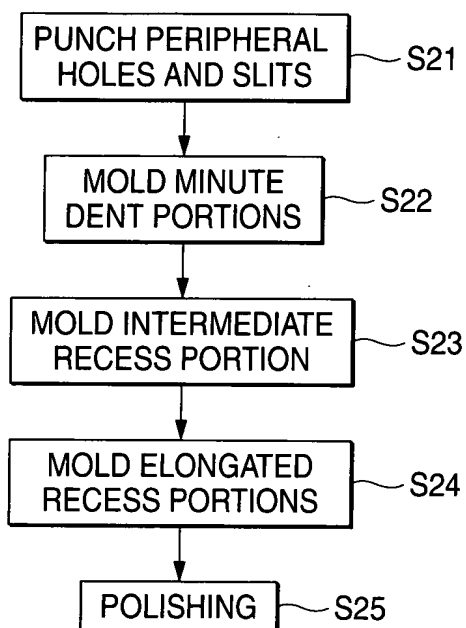 PUNCH PERIPHERAL
HOLES AND SLITS
S21
MOLD MINUTE
DENT PORTIONS
S22
MOLD INTERMEDIATE
RECESS PORTION
S23
MOLD ELONGATED
RECESS PORTIONS
S24
POLISHING
S25